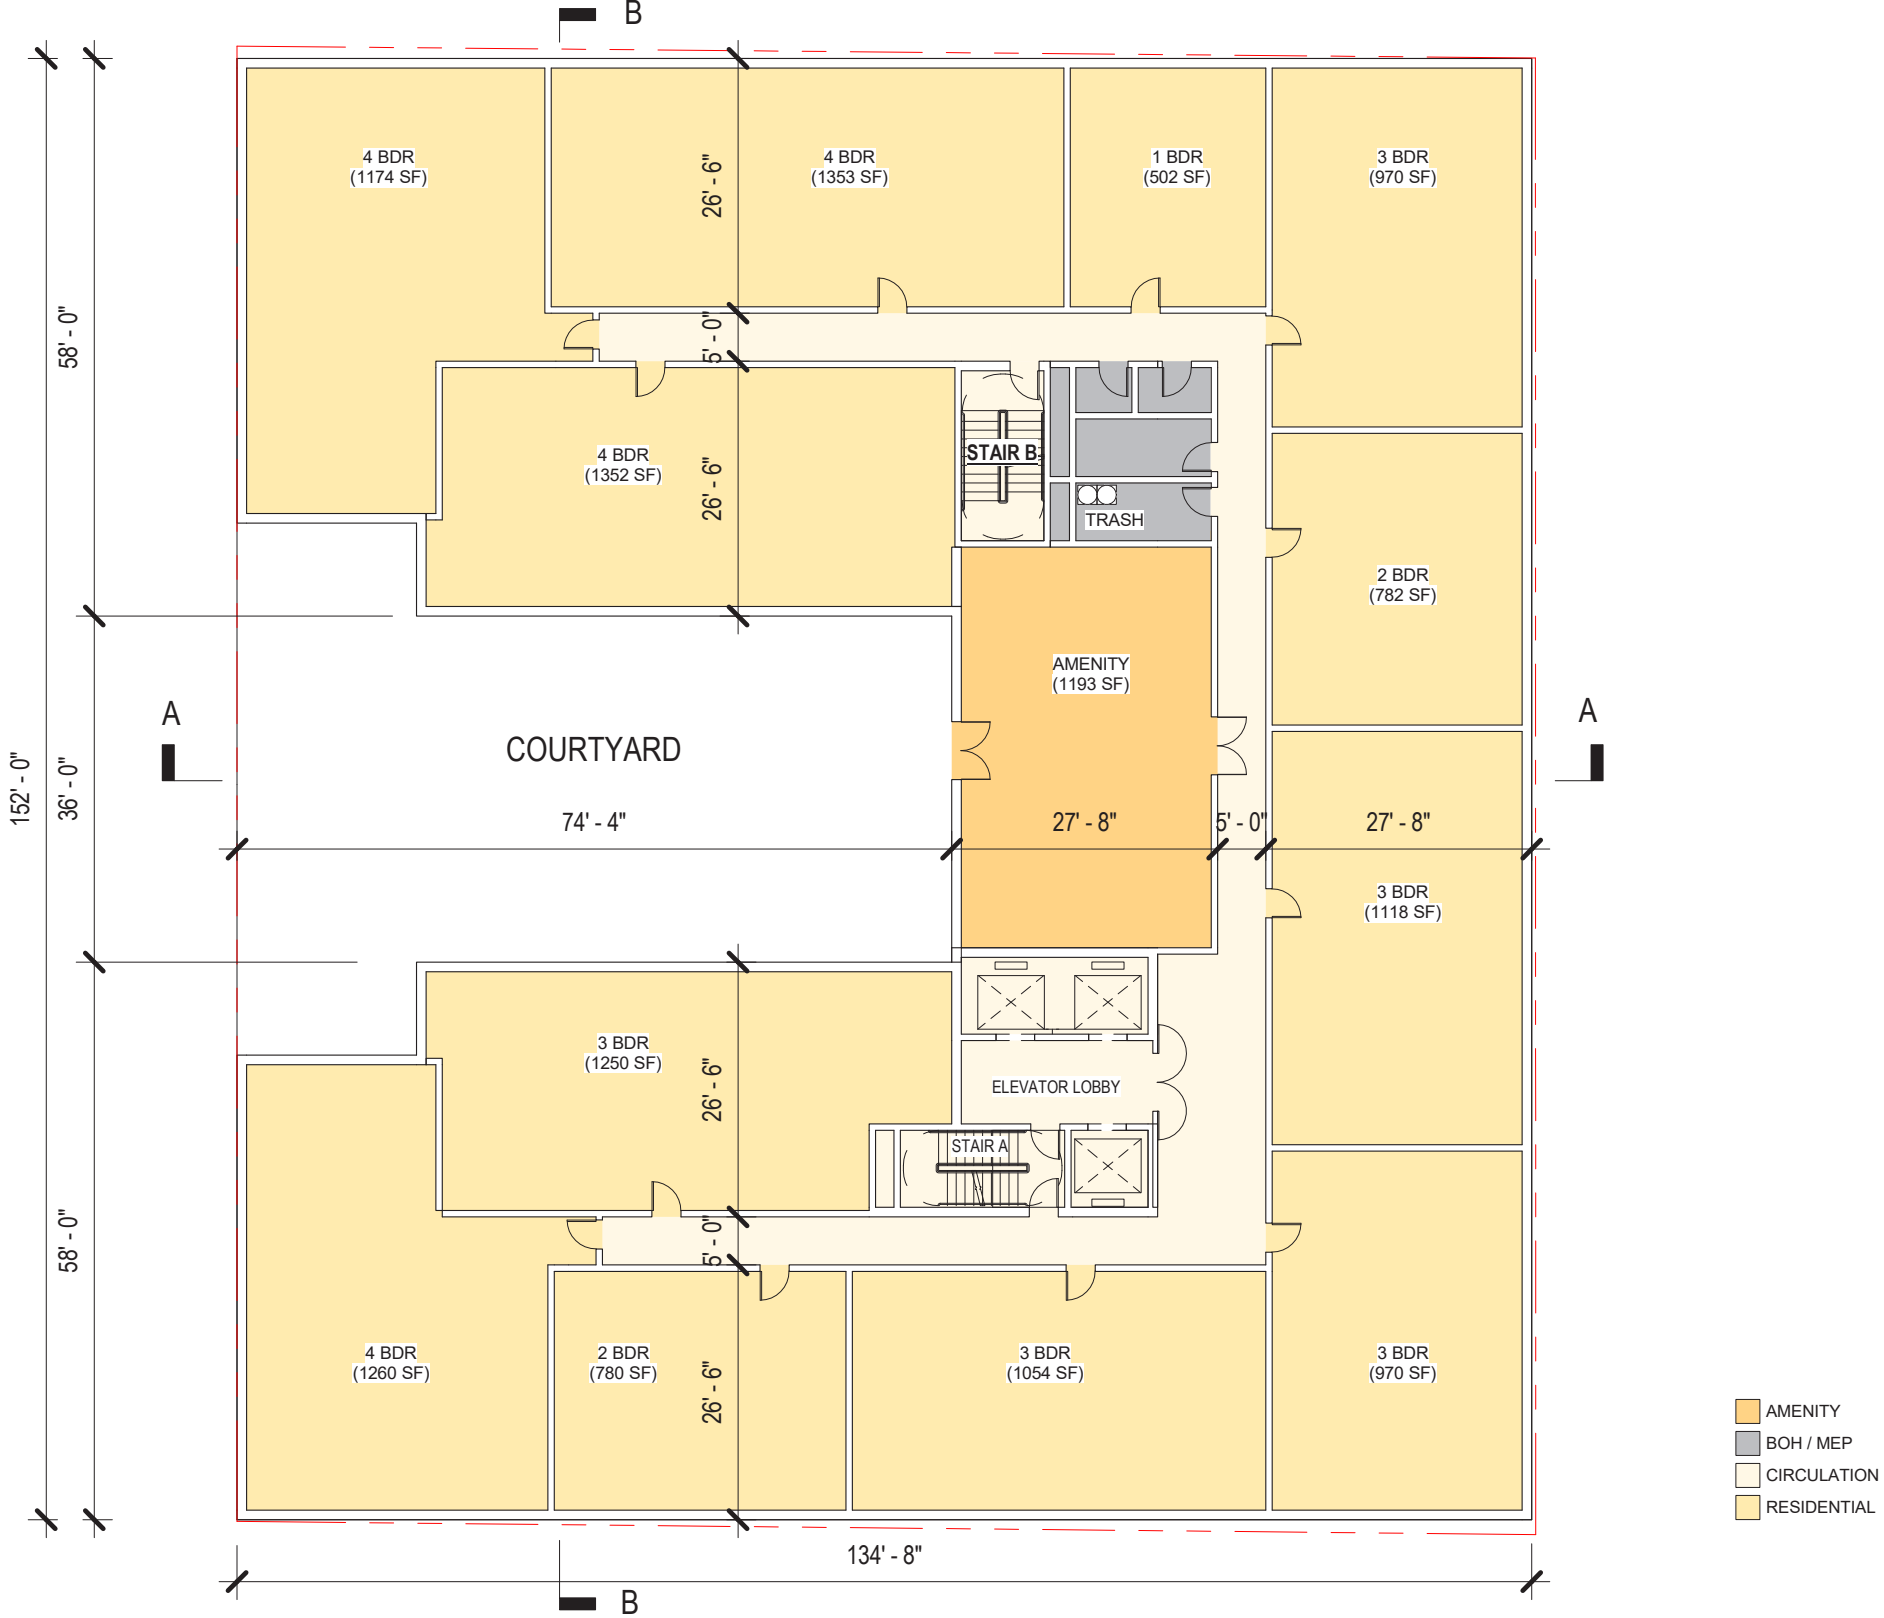 B
4 BDR
(1174 SF)
4 BDR
(1353 SF)
1 BDR
(502 SF)
3 BDR
(970 SF)
26' - 6"
58' - 0"
5' - 0"
4 BDR
(1352 SF)
26' - 6"
STAIR B
TRASH
2 BDR
(782 SF)
AMENITY
(1193 SF)
A
A
COURTYARD
152' - 0"
36' - 0"
74' - 4"
27' - 8"
5' - 0"
27' - 8"
3 BDR
(1118 SF)
3 BDR
(1250 SF)
26' - 6"
ELEVATOR LOBBY
STAIR A
58' - 0"
5' - 0"
4 BDR
(1260 SF)
2 BDR
(780 SF)
26' - 6"
3 BDR
(1054 SF)
3 BDR
(970 SF)
AMENITY
BOH / MEP
CIRCULATION
RESIDENTIAL
134' - 8"
B